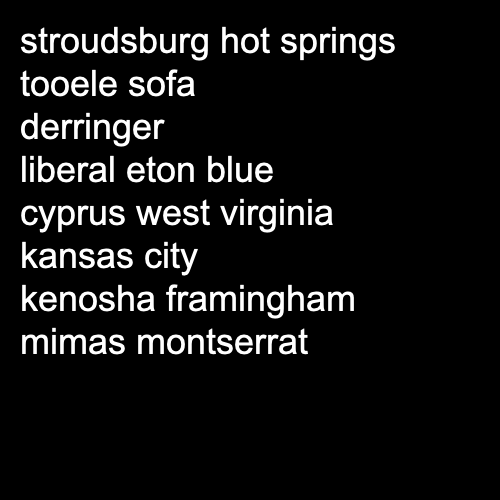 stroudsburg hot springs
tooele sofa
derringer
liberal eton blue
cyprus west virginia
kansas city
kenosha framingham
mimas montserrat